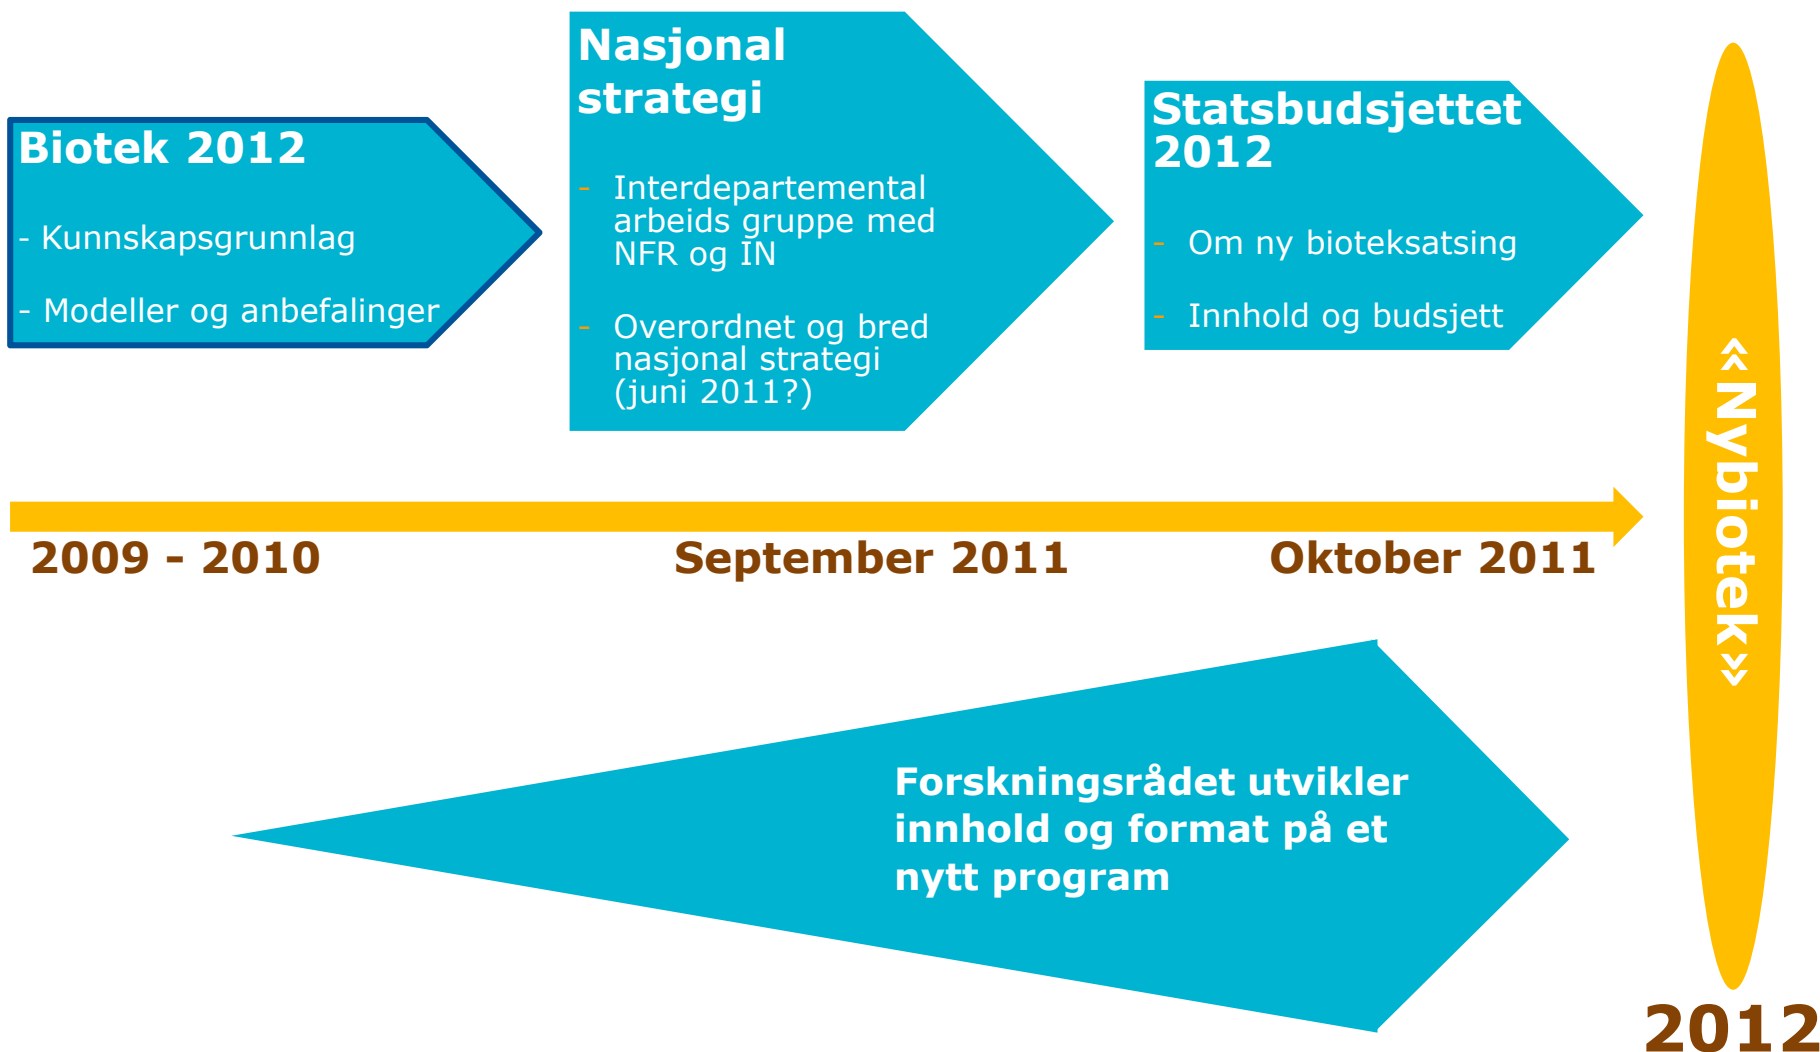 Biotek 2012
- Kunnskapsgrunnlag
- Modeller og anbefalinger
Nasjonal
strategi
- Interdepartemental
arbeids gruppe med
NFR og IN
- Overordnet og bred
nasjonal strategi
(juni 2011?)
Statsbudsjettet
2012
- Om ny bioteksatsing
- Innhold og budsjett
«Nybiotek»
2009 - 2010
September 2011
Oktober 2011
Forskningsrådet utvikler
innhold og format på et
nytt program
2012